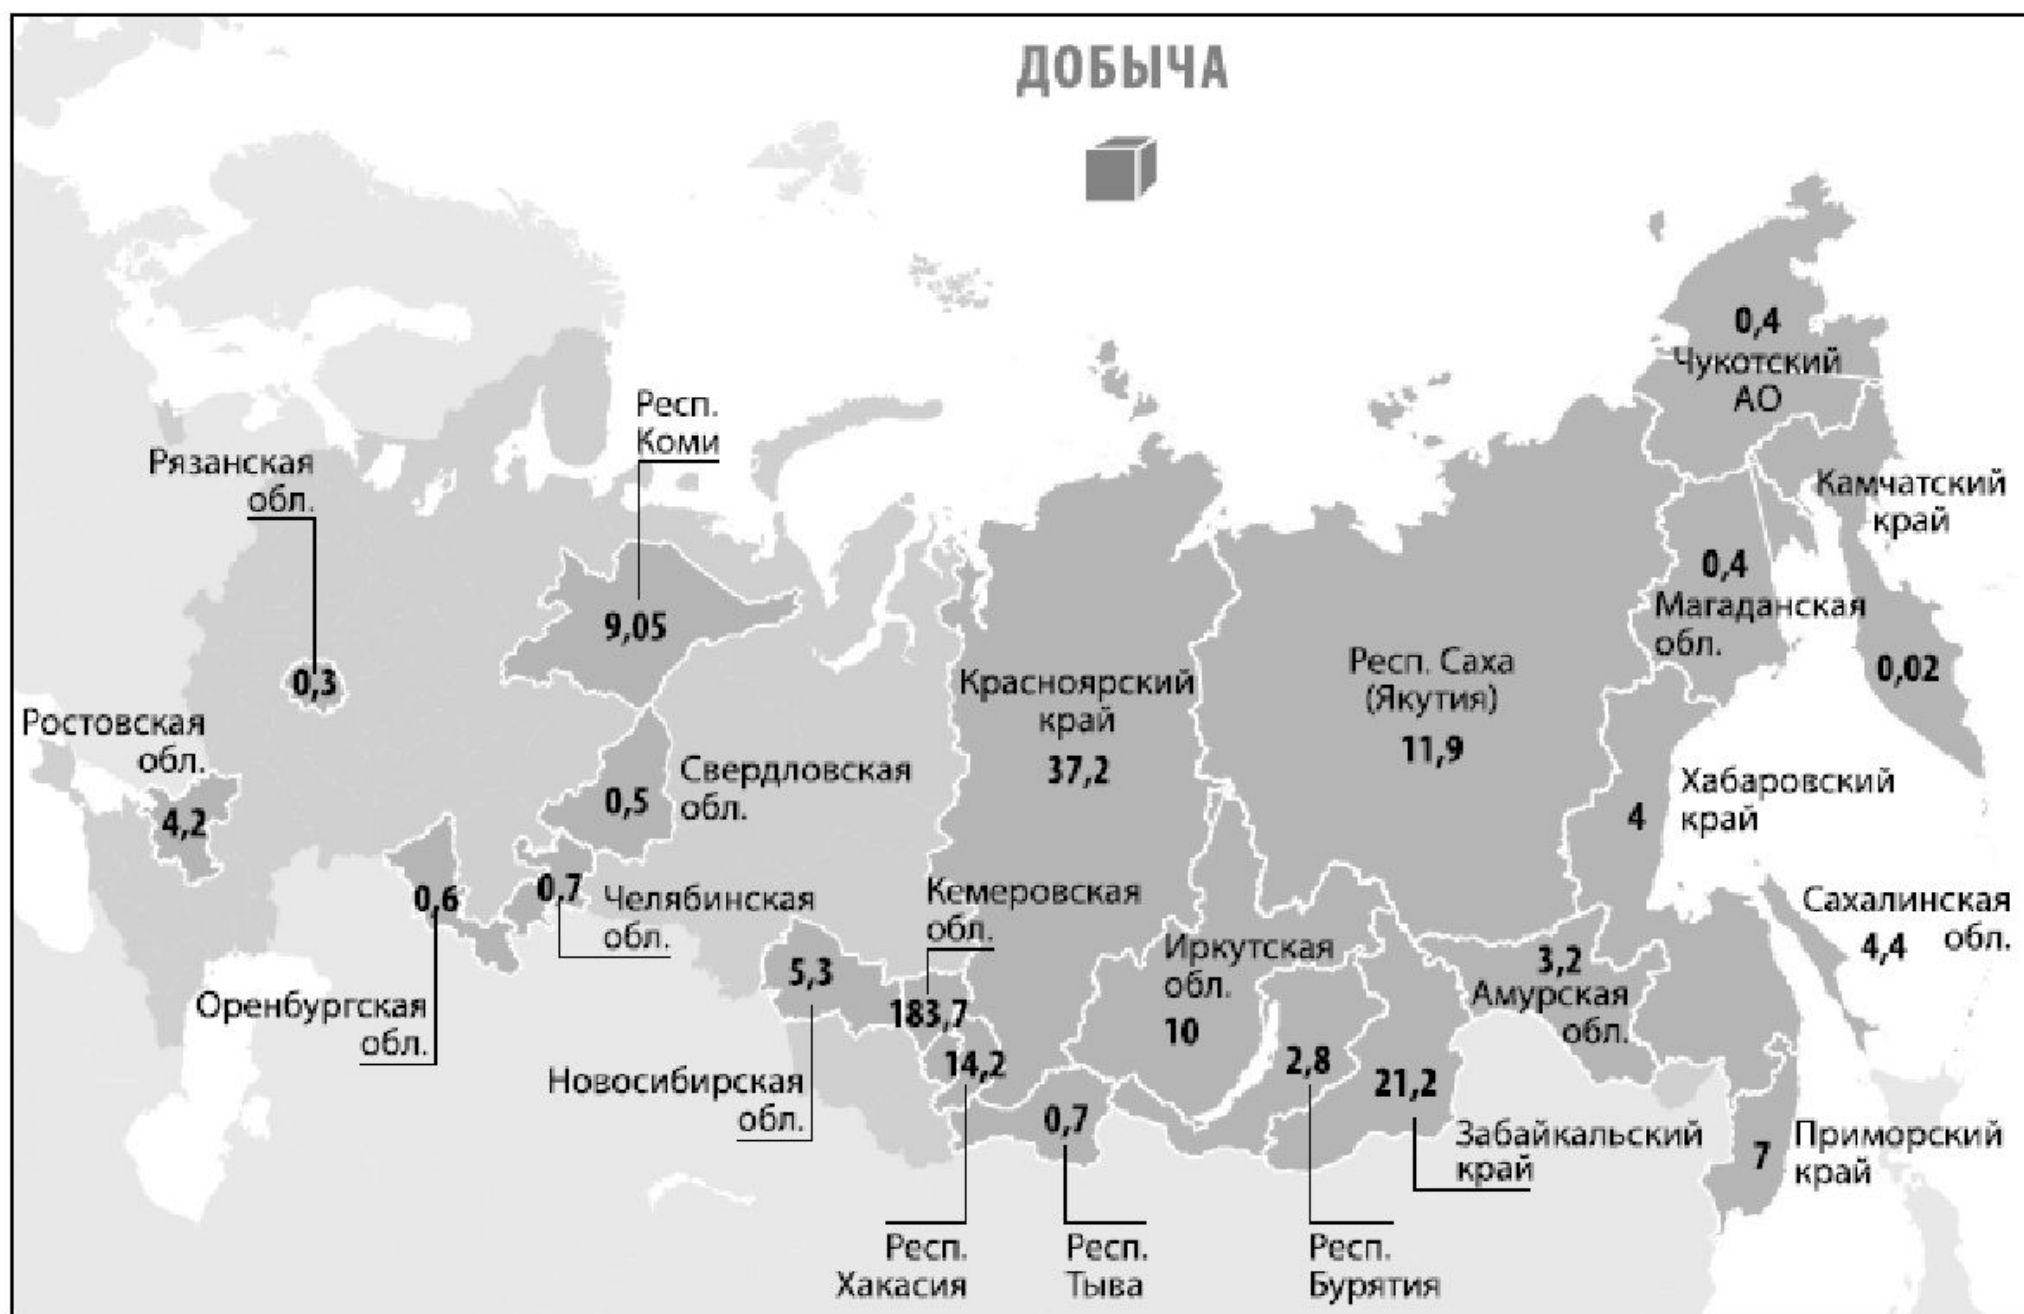 ДОБЫЧА
0,4
Чукотский
АО
Респ.
Коми
Рязанская
обл.
Камчатский
край
0,4
Магаданская
обл.
9,05
0,3
Красноярский
край
37,2
Респ. Саха
(Якутия)
11,9
0,02
Ростовская
обл.
4,2
Свердловская
обл.
0,5
Хабаровский
край
4
0,6
0,7
Челябинская
обл.
Кемеровская
обл.
Сахалинская
обл.
4,4
Иркутская
обл.
10
3,2
Амурская
обл.
5,3
183,7
Оренбургская
обл.
14,2
2,8
21,2
Новосибирская
обл.
0,7
Забайкальский
край
7
Приморский
край
Респ.
Хакасия
Респ.
Тыва
Респ.
Бурятия